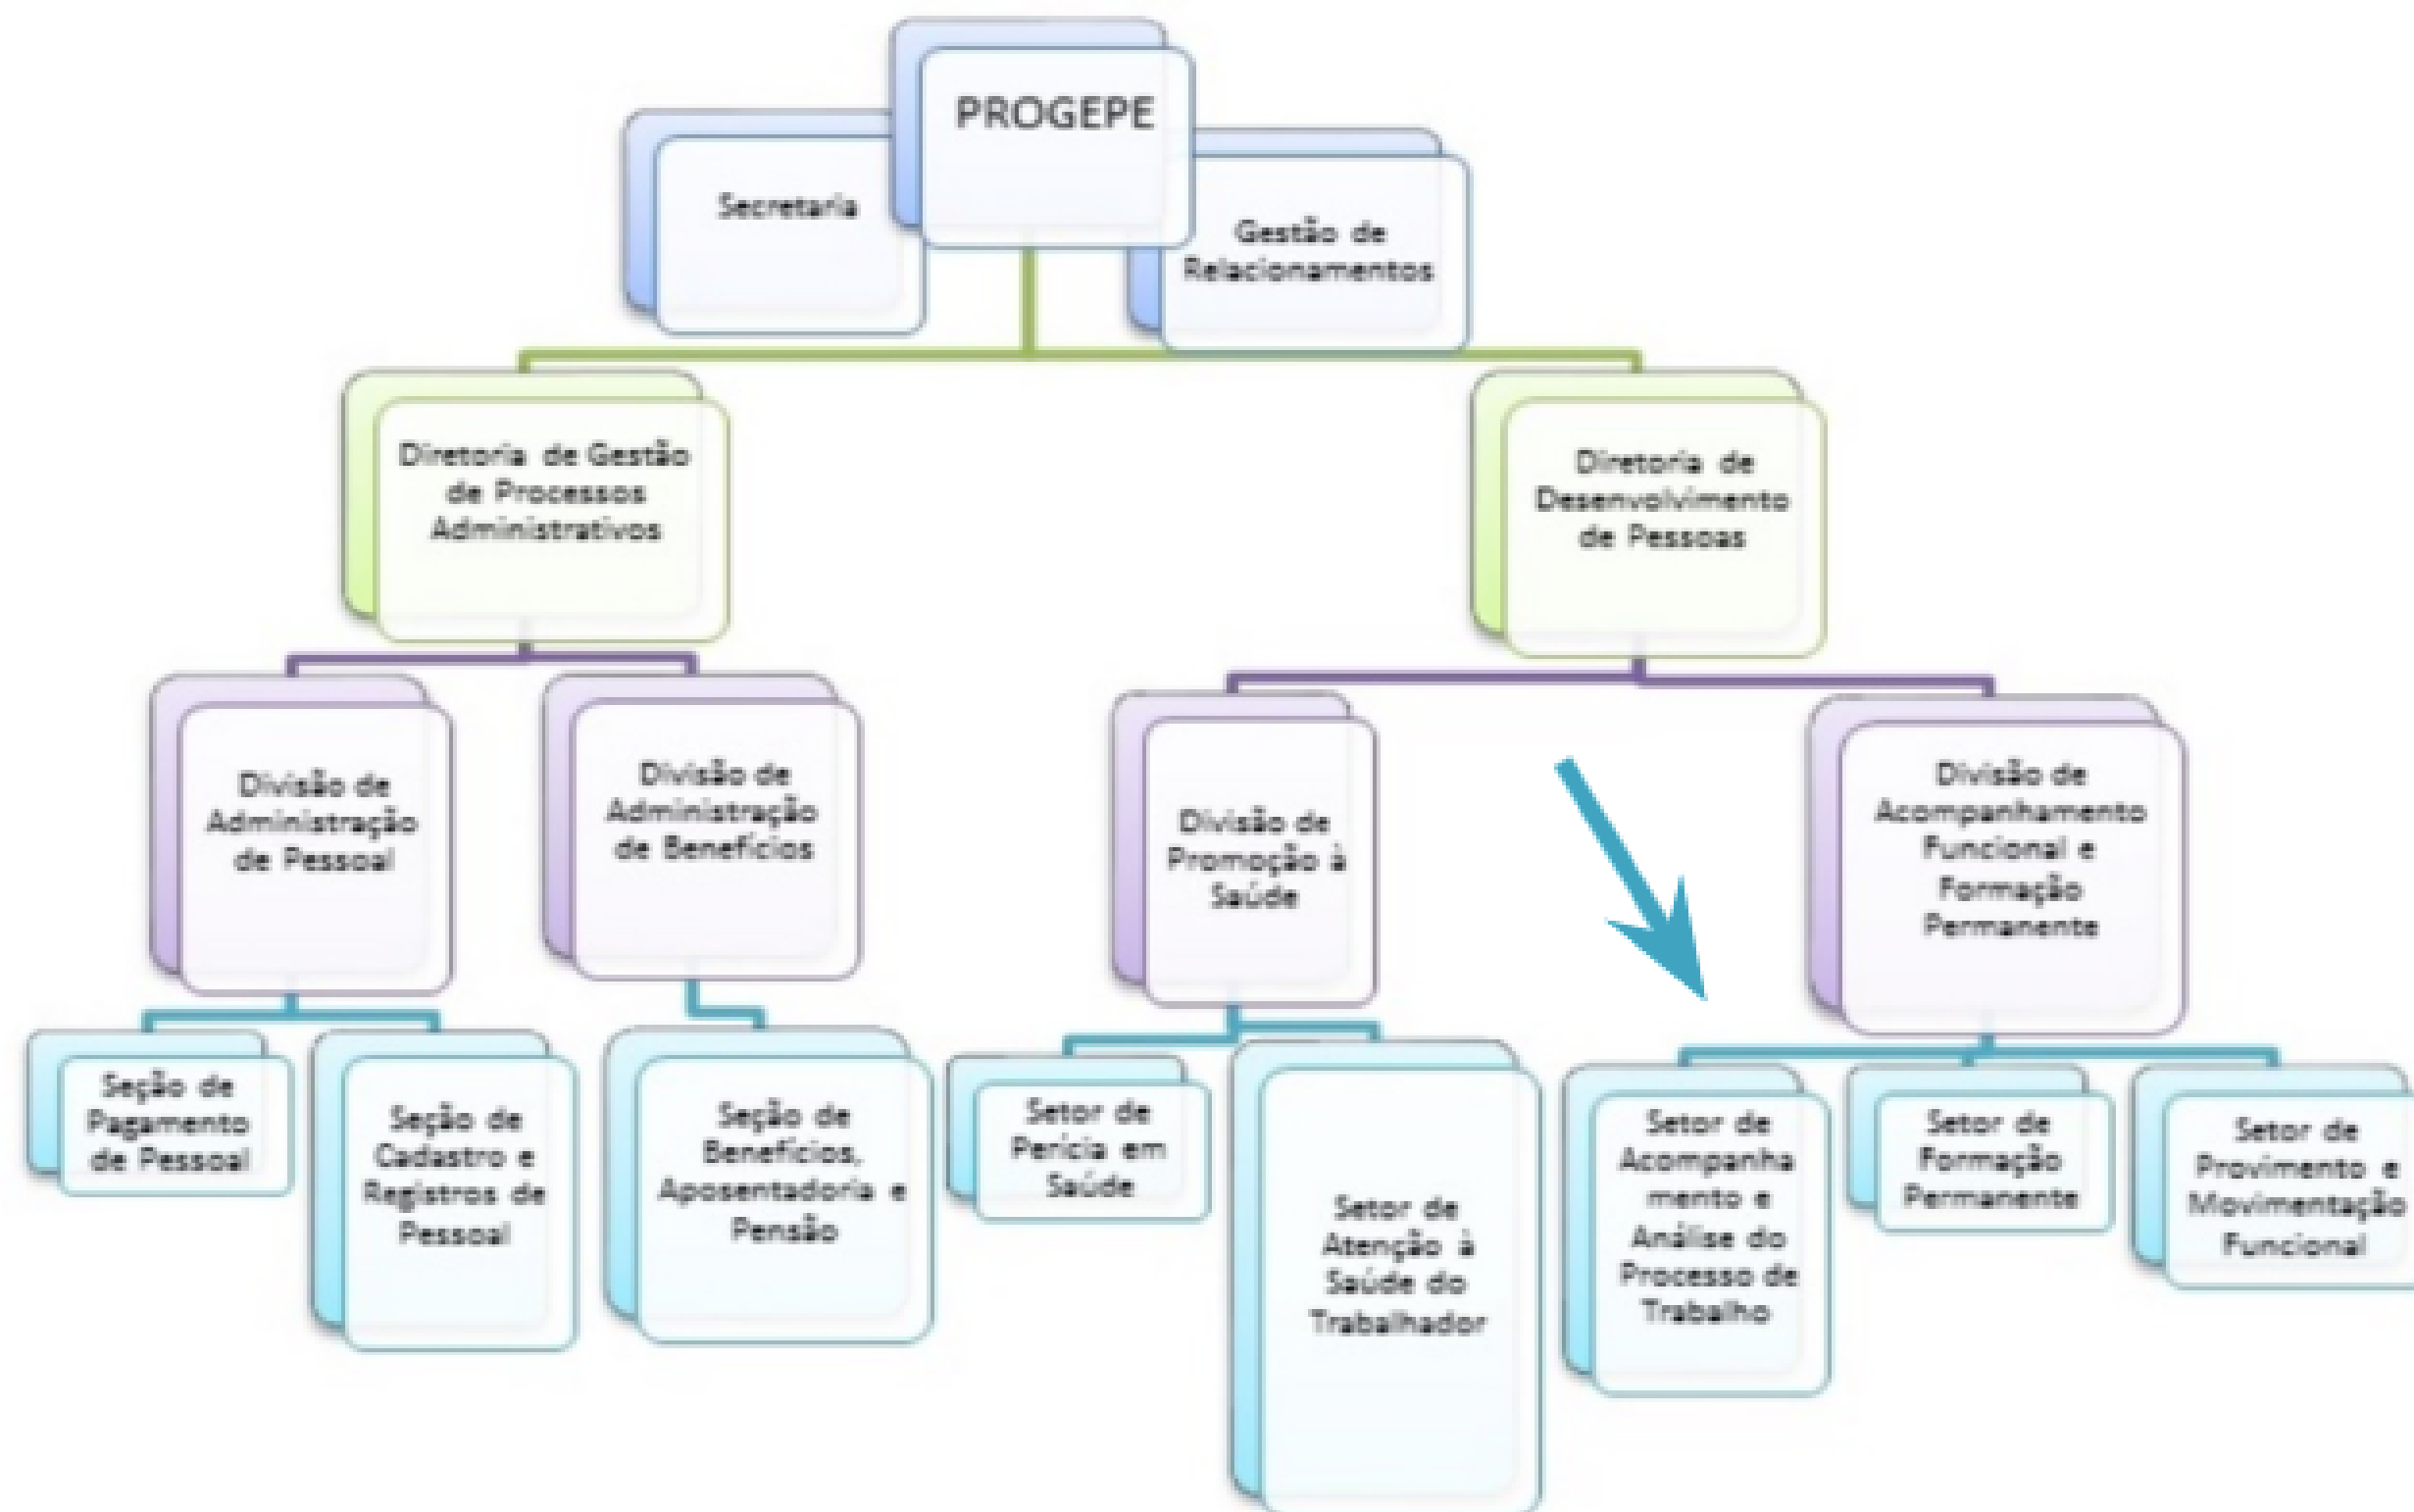 PROGEPE
Secretaria
Gestão de
Relacionamentos
Diretoria de Gestão
de Processos
Administrativos
Diretoria de
Desenvolvimento
de Pessoas
Divisão de
Administração
de Pessoal
Divisão de
Administração
de Benefícios
Divisão de
Promoção à
Saúde
Divisão de
Acompanhamento
Funcional e
Formação
Permanente
Seção de
Pagamento
de Pessoal
Seção de
Cadastro e
Registros de
Pessoal
Seção de
Benefícios,
Aposentadoria e
Pensão
Setor de
Perícia em
Saúde
Setor de
Atenção à
Saúde do
Trabalhador
Setor de
Acompanha
mento e
Análise do
Processo de
Trabalho
Setor de
Formação
Permanente
Setor de
Provimento e
Movimentação
Funcional